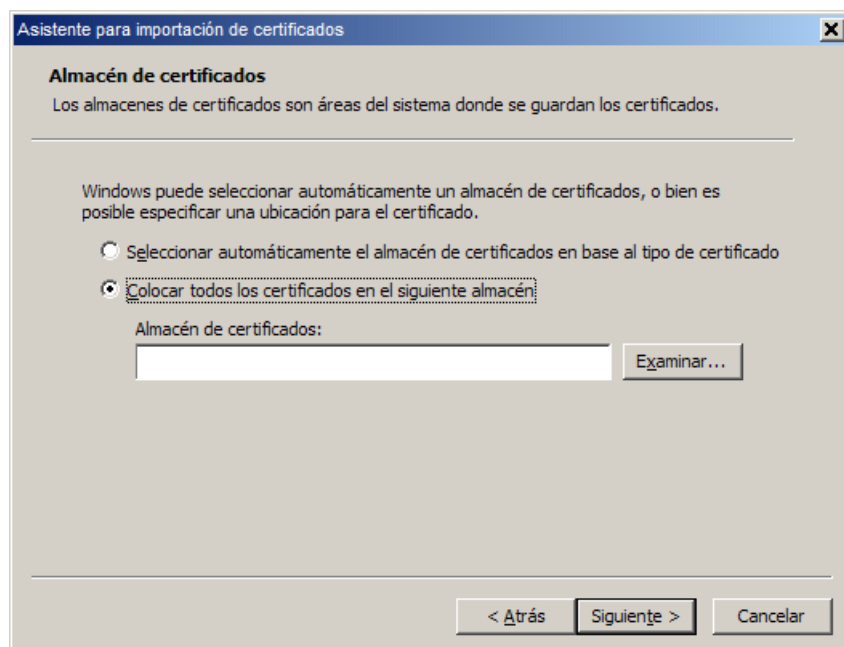 Asistente para importación de certificados
Almacén de certificados
Los almacenes de certificados son áreas del sistema donde se guardan los certificados.
Windows puede seleccionar automáticamente un almacén de certificados, o bien es
posible especificar una ubicación para el certificado.
Seleccionar automáticamente el almacén de certificados en base al tipo de certificado
Colocar todos los certificados en el siguiente almacén
Almacén de certificados:
Examinar...
< Atrás
Siguiente >
Cancelar